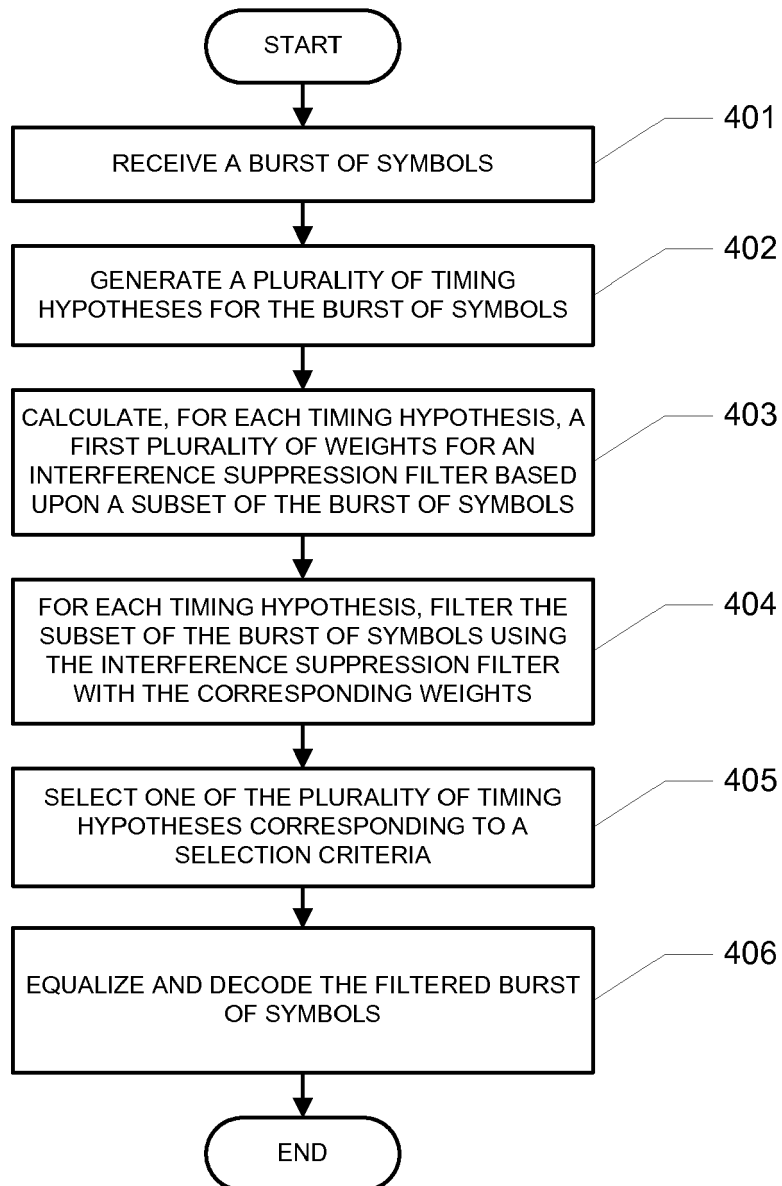 START
RECEIVE A BURST OF SYMBOLS
401
GENERATE A PLURALITY OF TIMING
HYPOTHESES FOR THE BURST OF SYMBOLS
402
CALCULATE, FOR EACH TIMING HYPOTHESIS, A
FIRST PLURALITY OF WEIGHTS FOR AN
INTERFERENCE SUPPRESSION FILTER BASED
UPON A SUBSET OF THE BURST OF SYMBOLS
403
FOR EACH TIMING HYPOTHESIS, FILTER THE
SUBSET OF THE BURST OF SYMBOLS USING
THE INTERFERENCE SUPPRESSION FILTER
WITH THE CORRESPONDING WEIGHTS
404
SELECT ONE OF THE PLURALITY OF TIMING
HYPOTHESES CORRESPONDING TO A
SELECTION CRITERIA
405
EQUALIZE AND DECODE THE FILTERED BURST
OF SYMBOLS
406
END